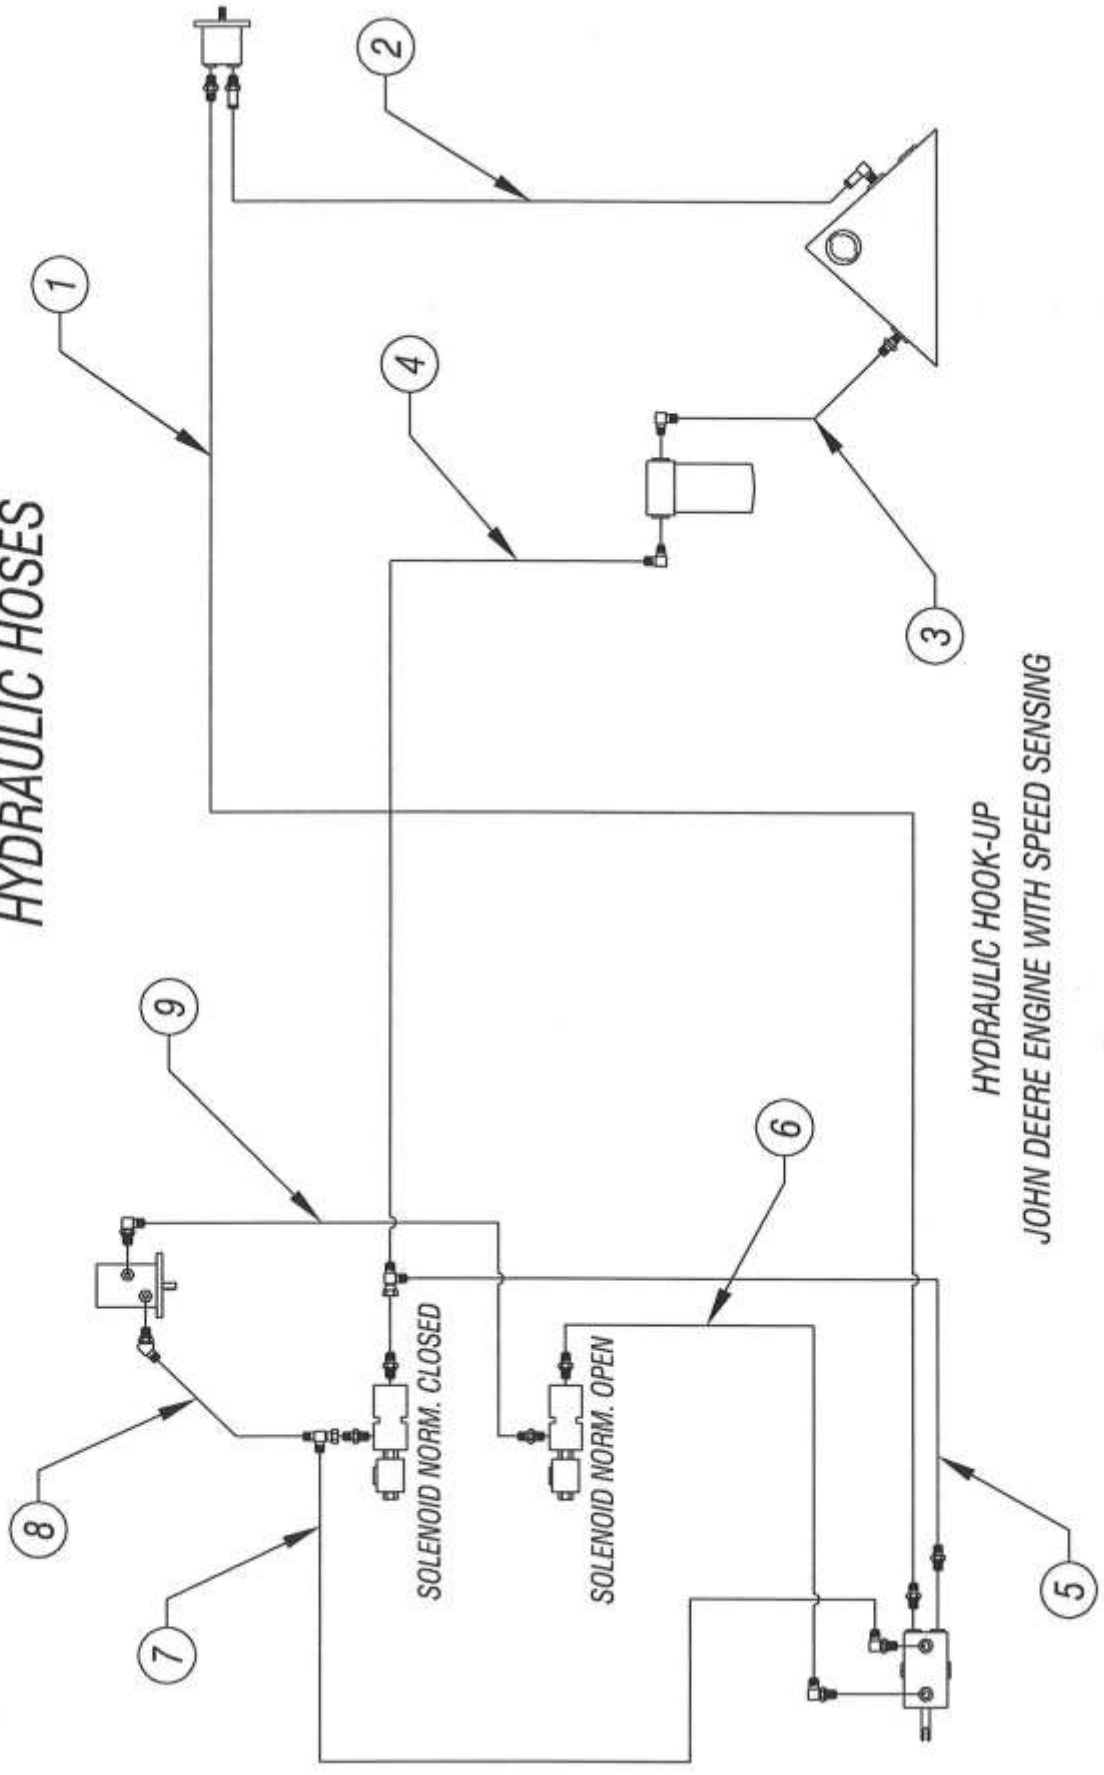 HYDRAULIC HOSES
1
2
3
4
5
6
7
8
9
SOLENOID NORM. CLOSED
SOLENOID NORM. OPEN
HYDRAULIC HOOK-UP
JOHN DEERE ENGINE WITH SPEED SENSING